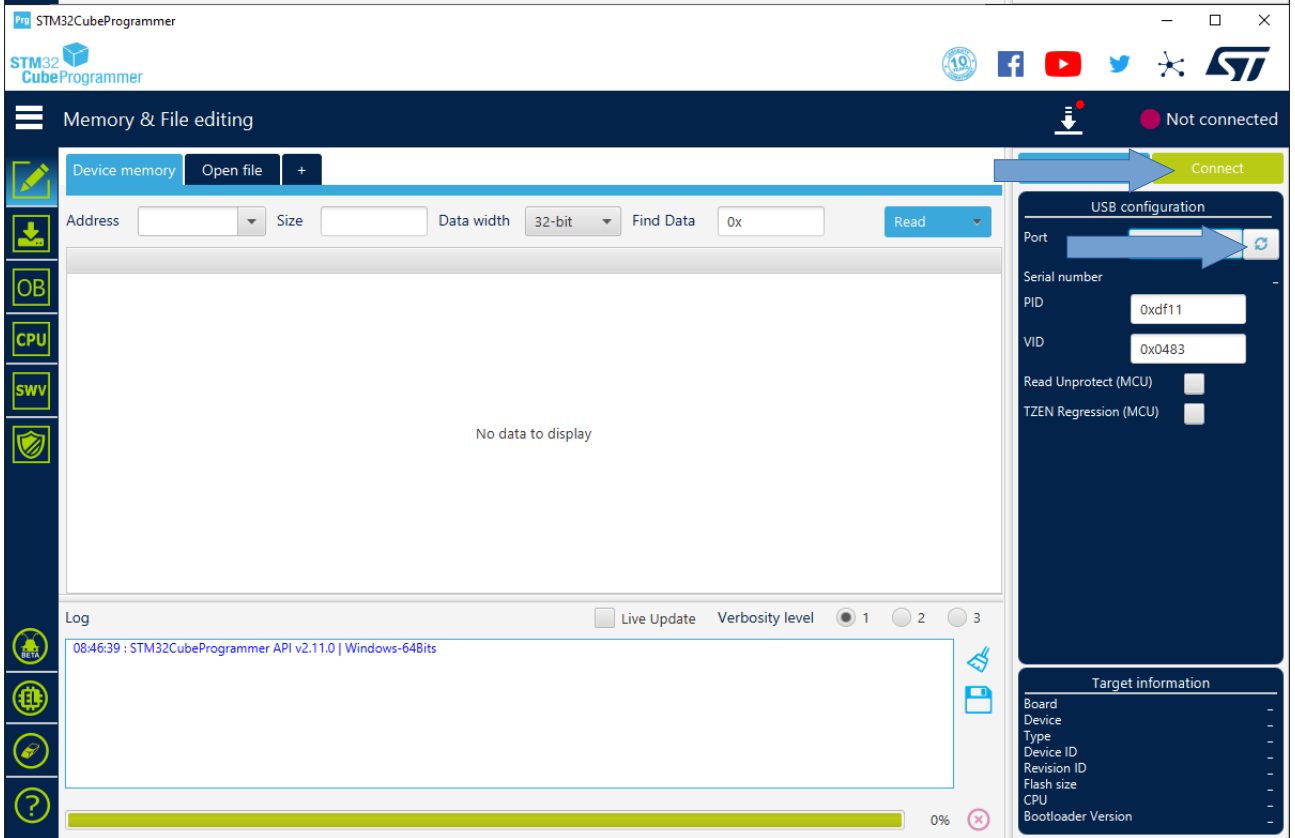 Prg STM32CubeProgrammer
STM32
CubeProgrammer
10
Memory & File editing
Not connected
Device memory Open file +
Connect
Address Size Data width 32-bit Find Data 0x Read
USB configuration
Port
Serial number _
PID 0xdf11
VID 0x0483
Read Unprotect (MCU)
TZEN Regression (MCU)
OB
CPU
SWV
No data to display
Log Live Update Verbosity level 1 2 3
08:46:39 : STM32CubeProgrammer API v2.11.0 | Windows-64Bits
BETA
EL
?
0%
Target information
Board _
Device _
Type _
Device ID _
Revision ID _
Flash size _
CPU _
Bootloader Version _